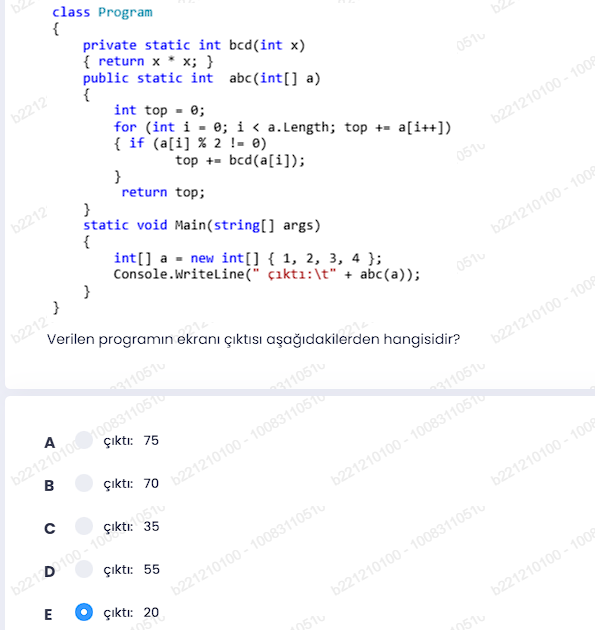 class Program
{
private static int bcd(int x)
{ return x * x; }
public static int abc(int[] a)
{
int top = 0;
for (int i = 0; i < a.Length; top += a[i++])
{ if (a[i] % 2 != 0)
top += bcd(a[i]);
}
return top;
}
static void Main(string[] args)
{
int[] a = new int[] { 1, 2, 3, 4 };
Console.WriteLine(" çıktı:\t" + abc(a));
}
}
Verilen programın ekranı çıktısı aşağıdakilerden hangisidir?
A çıktı: 75
B çıktı: 70
C çıktı: 35
D çıktı: 55
E çıktı: 20